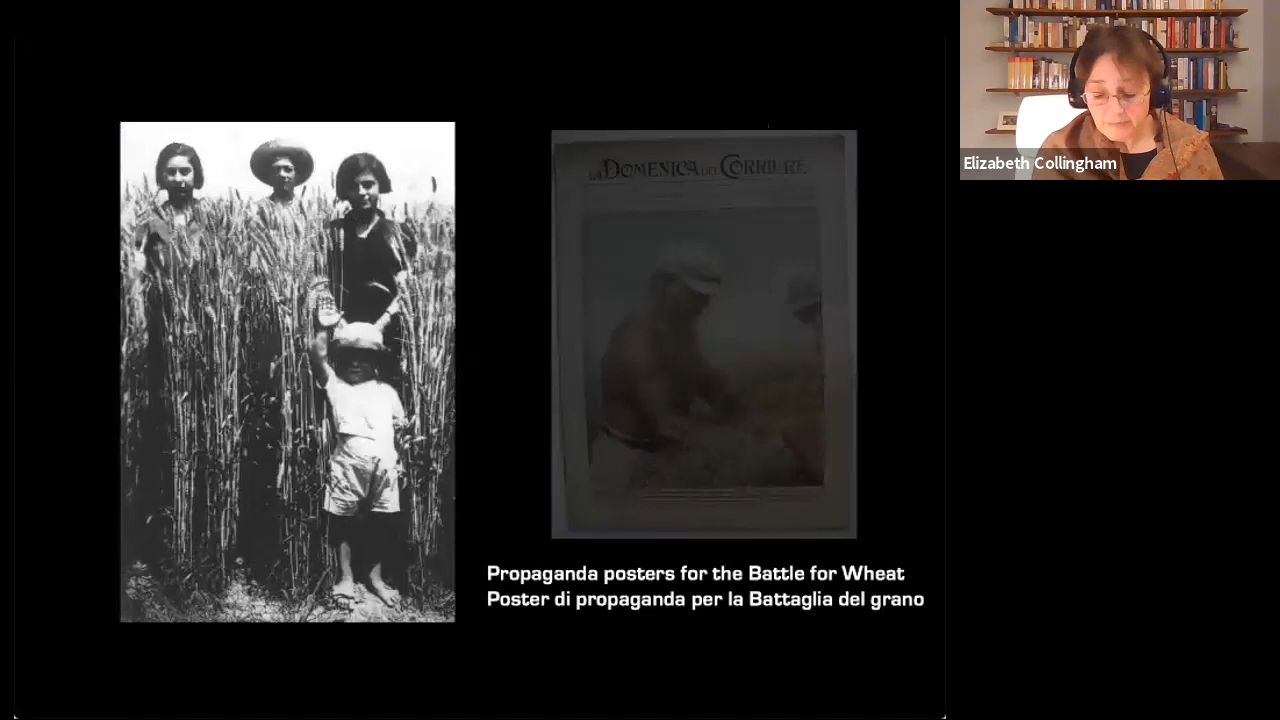 LA DOMENICA DEL CORRIERE
Propaganda posters for the Battle for Wheat
Poster di propaganda per la Battaglia del grano
Elizabeth Collingham